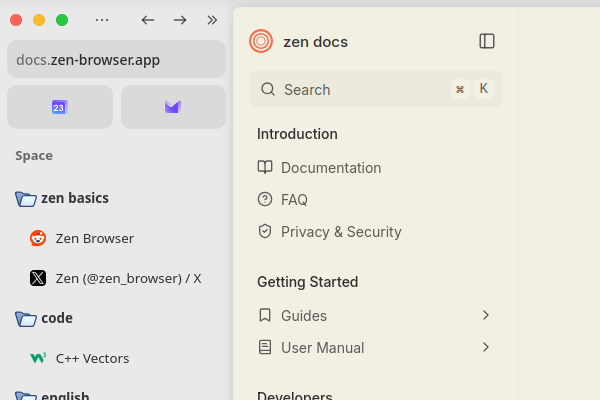 docs.zen-browser.app
23
Space
zen basics
Zen Browser
Zen (@zen_browser) / X
code
C++ Vectors
english
zen docs
Search ⌘ K
Introduction
Documentation
FAQ
Privacy & Security
Getting Started
Guides
User Manual
Developers